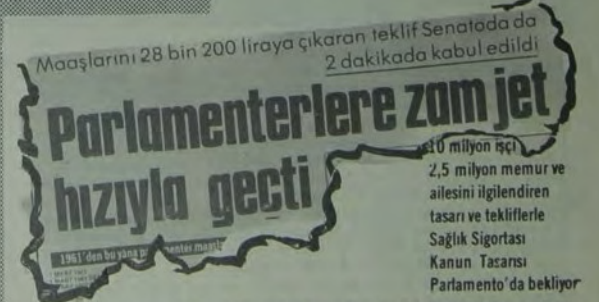 Maaşlarını 28 bin 200 liraya çıkaran teklif Senatoda da
2 dakikada kabul edildi
Parlamenterlere zam jet
hızıyla geçti
1961'den bu yana
10 milyon işçi
2,5 milyon memur ve
ailesini ilgilendiren
tasarı ve tekliflerle
Sağlık Sigortası
Kanun Tasarısı
Parlamento'da bekliyor